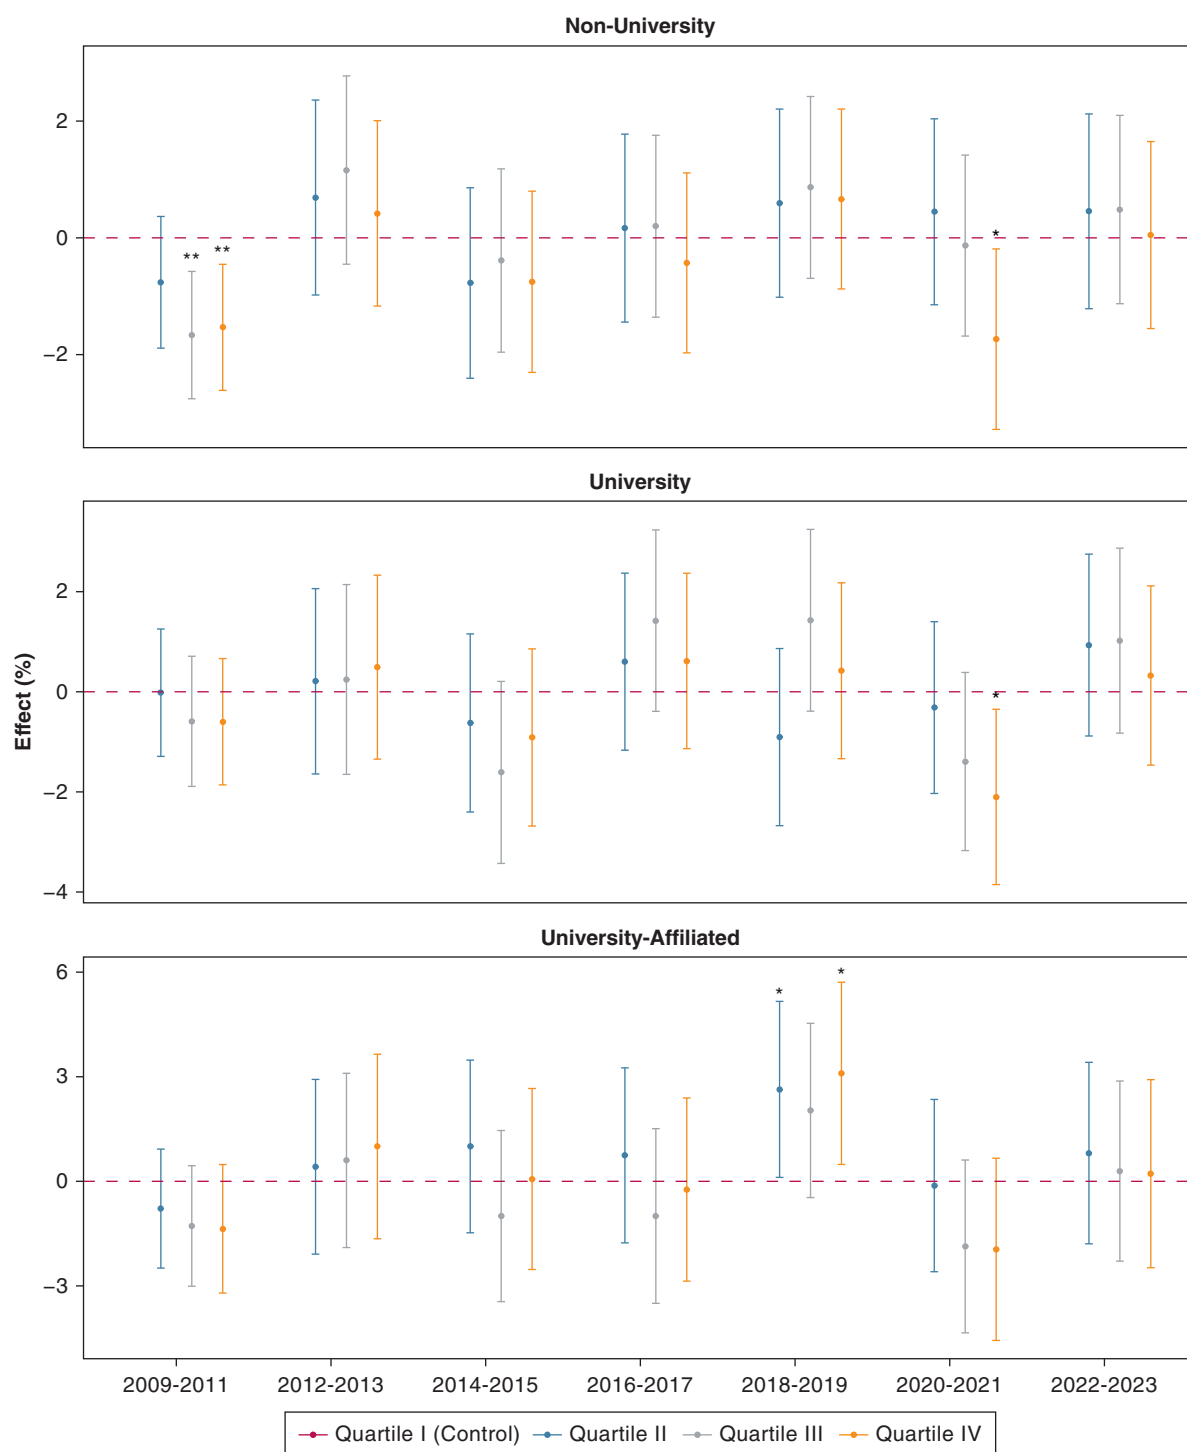 Non-University
2
0
−2
** **
*
University
Effect (%)
2
0
−2
−4
*
University-Affiliated
6
3
0
−3
* *
2009-2011 2012-2013 2014-2015 2016-2017 2018-2019 2020-2021 2022-2023
Quartile I (Control) Quartile II Quartile III Quartile IV